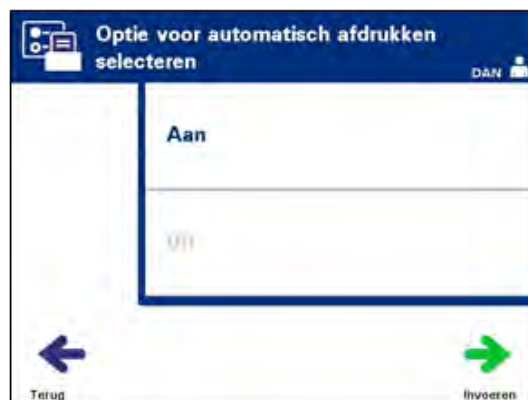 Optie voor automatisch afdrukken
selecteren
DAN
Aan
Uit
Terug
Invoeren